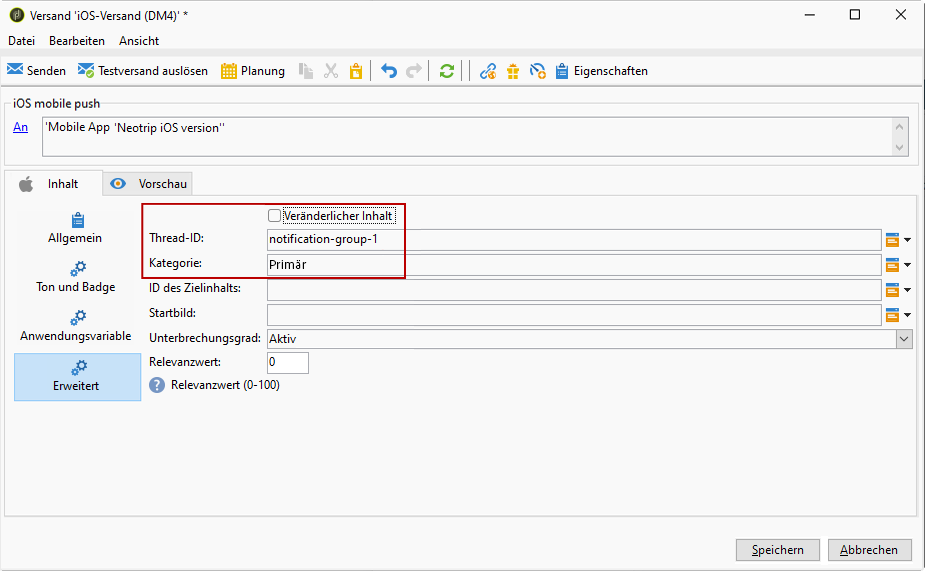 Versand 'iOS-Versand (DM4)' *
Datei Bearbeiten Ansicht
Senden Testversand auslösen Planung Eigenschaften
iOS mobile push
An 'Mobile App 'Neotrip iOS version''
Inhalt Vorschau
Allgemein
Ton und Badge
Anwendungsvariable
Erweitert
Veränderlicher Inhalt
Thread-ID: notification-group-1
Kategorie: Primär
ID des Zielinhalts:
Startbild:
Unterbrechungsgrad: Aktiv
Relevanzwert: 0
? Relevanzwert (0-100)
Speichern Abbrechen